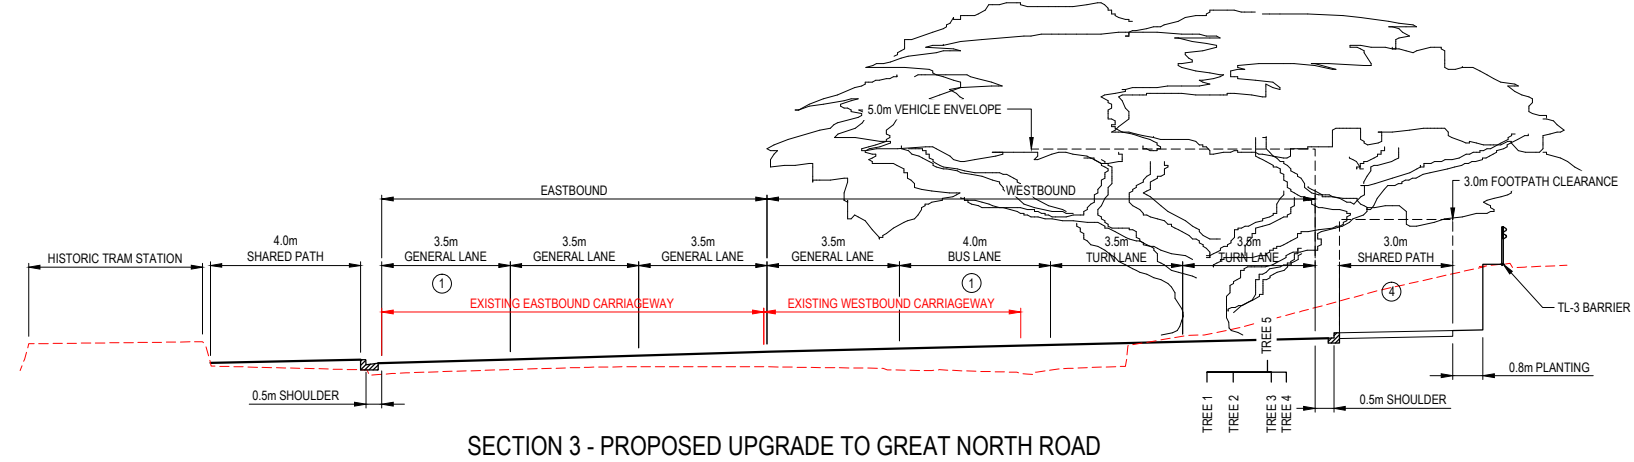 5.0m VEHICLE ENVELOPE
EASTBOUND
WESTBOUND
3.0m FOOTPATH CLEARANCE
HISTORIC TRAM STATION
4.0m
SHARED PATH
3.5m
GENERAL LANE
3.5m
GENERAL LANE
3.5m
GENERAL LANE
3.5m
GENERAL LANE
4.0m
BUS LANE
3.5m
TURN LANE
3.5m
TURN LANE
3.0m
SHARED PATH
1
1
4
EXISTING EASTBOUND CARRIAGEWAY
EXISTING WESTBOUND CARRIAGEWAY
TL-3 BARRIER
TREE 5
0.8m PLANTING
0.5m SHOULDER
0.5m SHOULDER
TREE 1
TREE 2
TREE 3
TREE 4
SECTION 3 - PROPOSED UPGRADE TO GREAT NORTH ROAD